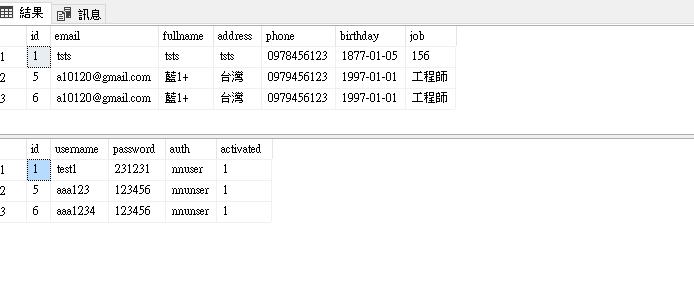 結果 訊息
id email fullname address phone birthday job
1 1 tsts tsts tsts 0978456123 1877-01-05 156
2 5 a10120@gmail.com 藍1+ 台灣 0979456123 1997-01-01 工程師
3 6 a10120@gmail.com 藍1+ 台灣 0979456123 1997-01-01 工程師
id username password auth activated
1 1 test1 231231 nnuser 1
2 5 aaa123 123456 nnunser 1
3 6 aaa1234 123456 nnunser 1